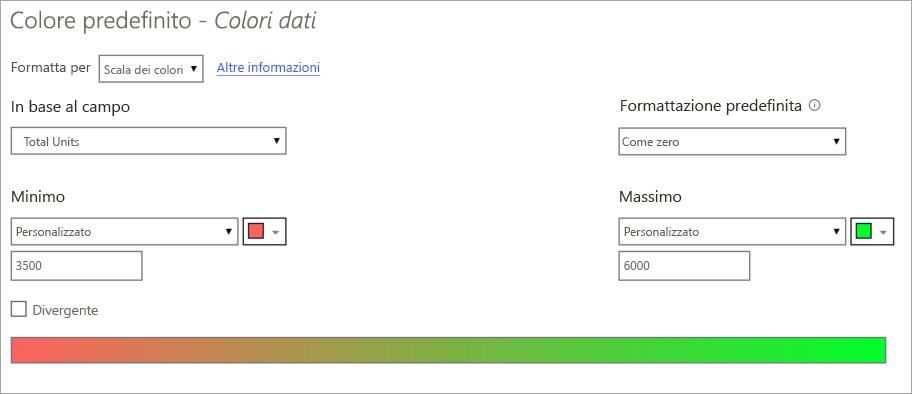 Colore predefinito - Colori dati
Formatta per Scala dei colori Altre informazioni
In base al campo Formattazione predefinita
Total Units Come zero
Minimo Massimo
Personalizzato Personalizzato
3500 6000
Divergente